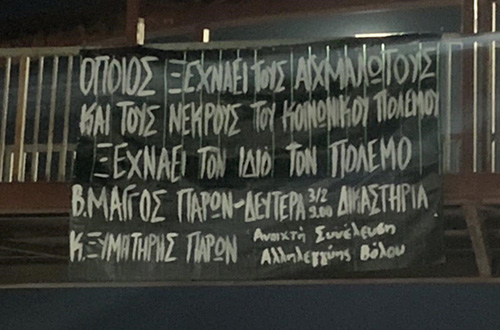 ΟΠΟΙΟΣ ΞΕΧΝΑΕΙ ΤΟΥΣ ΑΙΧΜΑΛΩΤΟΥΣ
ΚΑΙ ΤΟΥΣ ΝΕΚΡΟΥΣ ΤΟΥ ΚΟΙΝΩΝΙΚΟΥ ΠΟΛΕΜΟΥ
ΞΕΧΝΑΕΙ ΤΟΝ ΙΔΙΟ ΤΟΝ ΠΟΛΕΜΟ
Β.ΜΑΓΓΟΣ ΠΑΡΩΝ-ΔΕΥΤΕΡΑ 3/2 9.00 ΔΙΚΑΣΤΗΡΙΑ
Κ.ΞΥΜΗΤΗΡΗΣ ΠΑΡΩΝ Ανοιχτή Συνέλευση
Αλληλεγγύης Βόλου